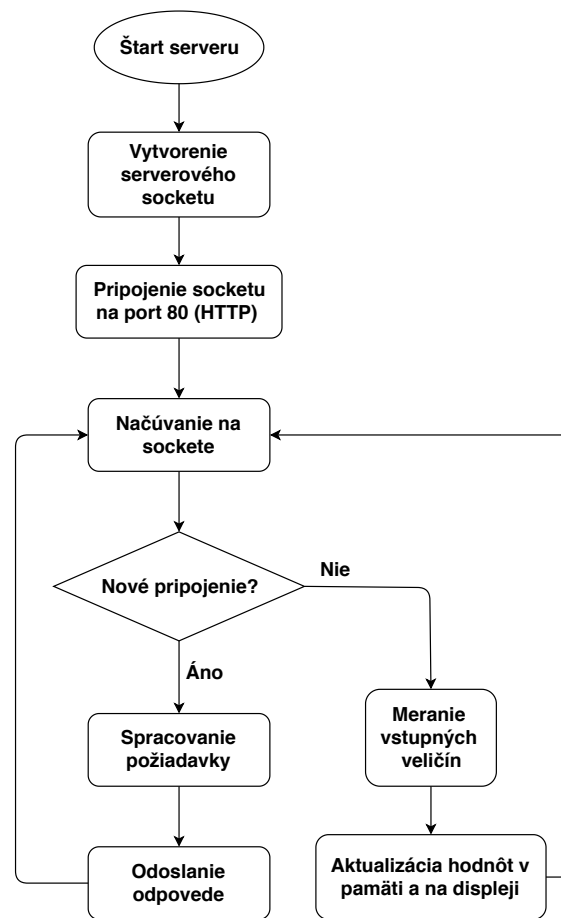 Štart serveru
Vytvorenie
serverového
socketu
Pripojenie socketu
na port 80 (HTTP)
Načúvanie na
sockete
Nové pripojenie?
Nie
Áno
Spracovanie
požiadavky
Meranie
vstupných
veličín
Odoslanie
odpovede
Aktualizácia hodnôt v
pamäti a na displeji